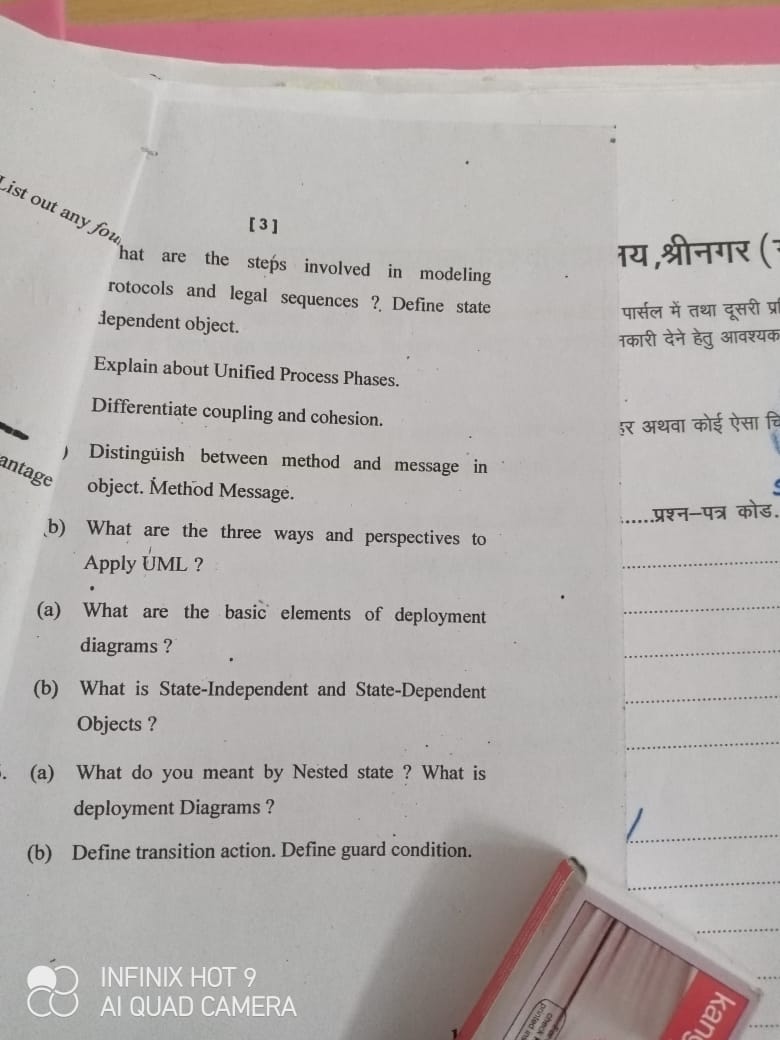 List out any fou
[3]
hat are the steps involved in modeling
rotocols and legal sequences ? Define state
dependent object.
Explain about Unified Process Phases.
Differentiate coupling and cohesion.
) Distinguish between method and message in
antage
object. Method Message.
b) What are the three ways and perspectives to
Apply UML ?
(a) What are the basic elements of deployment
diagrams ?
(b) What is State-Independent and State-Dependent
Objects ?
. (a) What do you meant by Nested state ? What is
deployment Diagrams ?
(b) Define transition action. Define guard condition.
नय,श्रीनगर (
पार्सल में तथा दूसरी
नकारी देने हेतु आवश्यक
अथवा कोई ऐसा
......प्रश्न–पत्र कोड.
kang
check
printed
INFINIX HOT 9
AI QUAD CAMERA